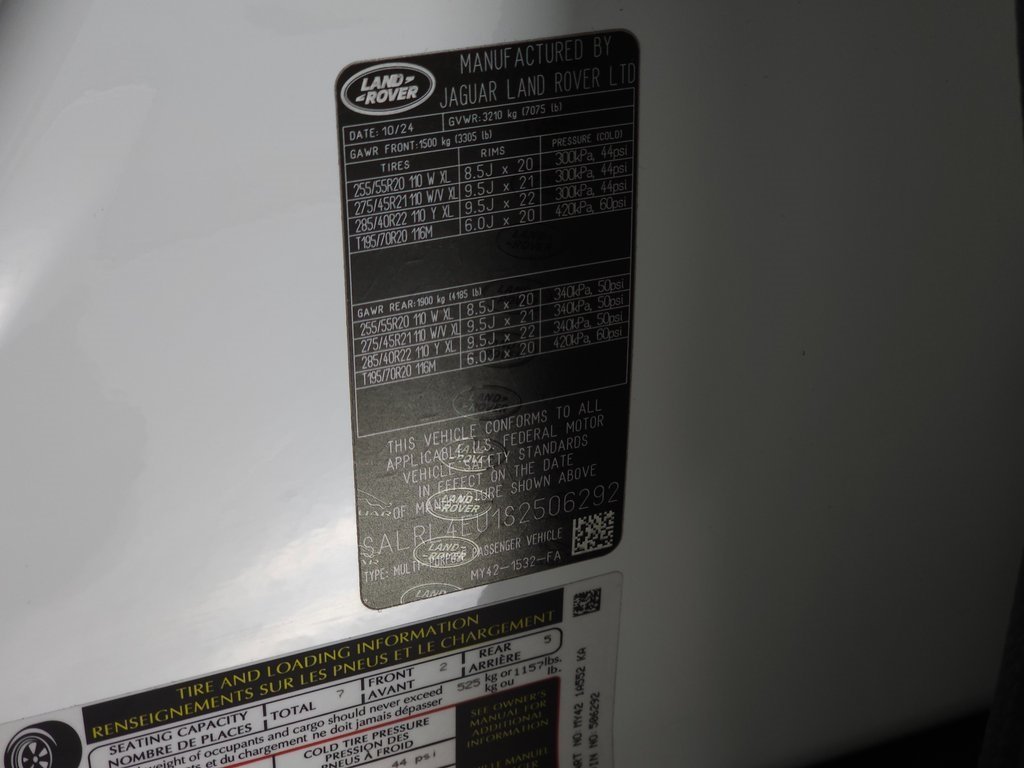 LAND-
-ROVER
MANUFACTURED BY
JAGUAR LAND ROVER LTD
DATE: 10/24
GVWR: 3210 kg (7075 lb)
GAWR FRONT: 1500 kg (3305 lb)
TIRES RIMS PRESSURE (COLD)
255/55R20 110 W XL 8.5J x 20 300kPa, 44psi
275/45R21 110 W/V XL 9.5J x 21 300kPa, 44psi
285/40R22 110 Y XL 9.5J x 22 300kPa, 44psi
T195/70R20 116M 6.0J x 20 420kPa, 60psi
GAWR REAR: 1900 kg (4185 lb)
255/55R20 110 W XL 8.5J x 20 340kPa, 50psi
275/45R21 110 W/V XL 9.5J x 21 340kPa, 50psi
285/40R22 110 Y XL 9.5J x 22 340kPa, 50psi
T195/70R20 116M 6.0J x 20 420kPa, 60psi
THIS VEHICLE CONFORMS TO ALL
APPLICABLE U.S. FEDERAL MOTOR
VEHICLE SAFETY STANDARDS
IN EFFECT ON THE DATE
OF MANUFACTURE SHOWN ABOVE
TYPE: MULTI PURPOSE PASSENGER VEHICLE
MY42-1532-FA
TIRE AND LOADING INFORMATION
RENSEIGNEMENTS SUR LES PNEUS ET LE CHARGEMENT
SEATING CAPACITY
NOMBRE DE PLACES
TOTAL 7
FRONT
AVANT 2
REAR
ARRIÈRE 5
weight of occupants and cargo should never exceed 525 kg or 1157 lbs.
et du chargement ne doit jamais dépasser kg ou lb.
COLD TIRE PRESSURE
PRESSION DES
PNEUS À FROID
44 psi
SEE OWNER'S
MANUAL FOR
ADDITIONAL
INFORMATION
LE MANUEL
PART NO MY42 1A552 KA
VIN NO S06292